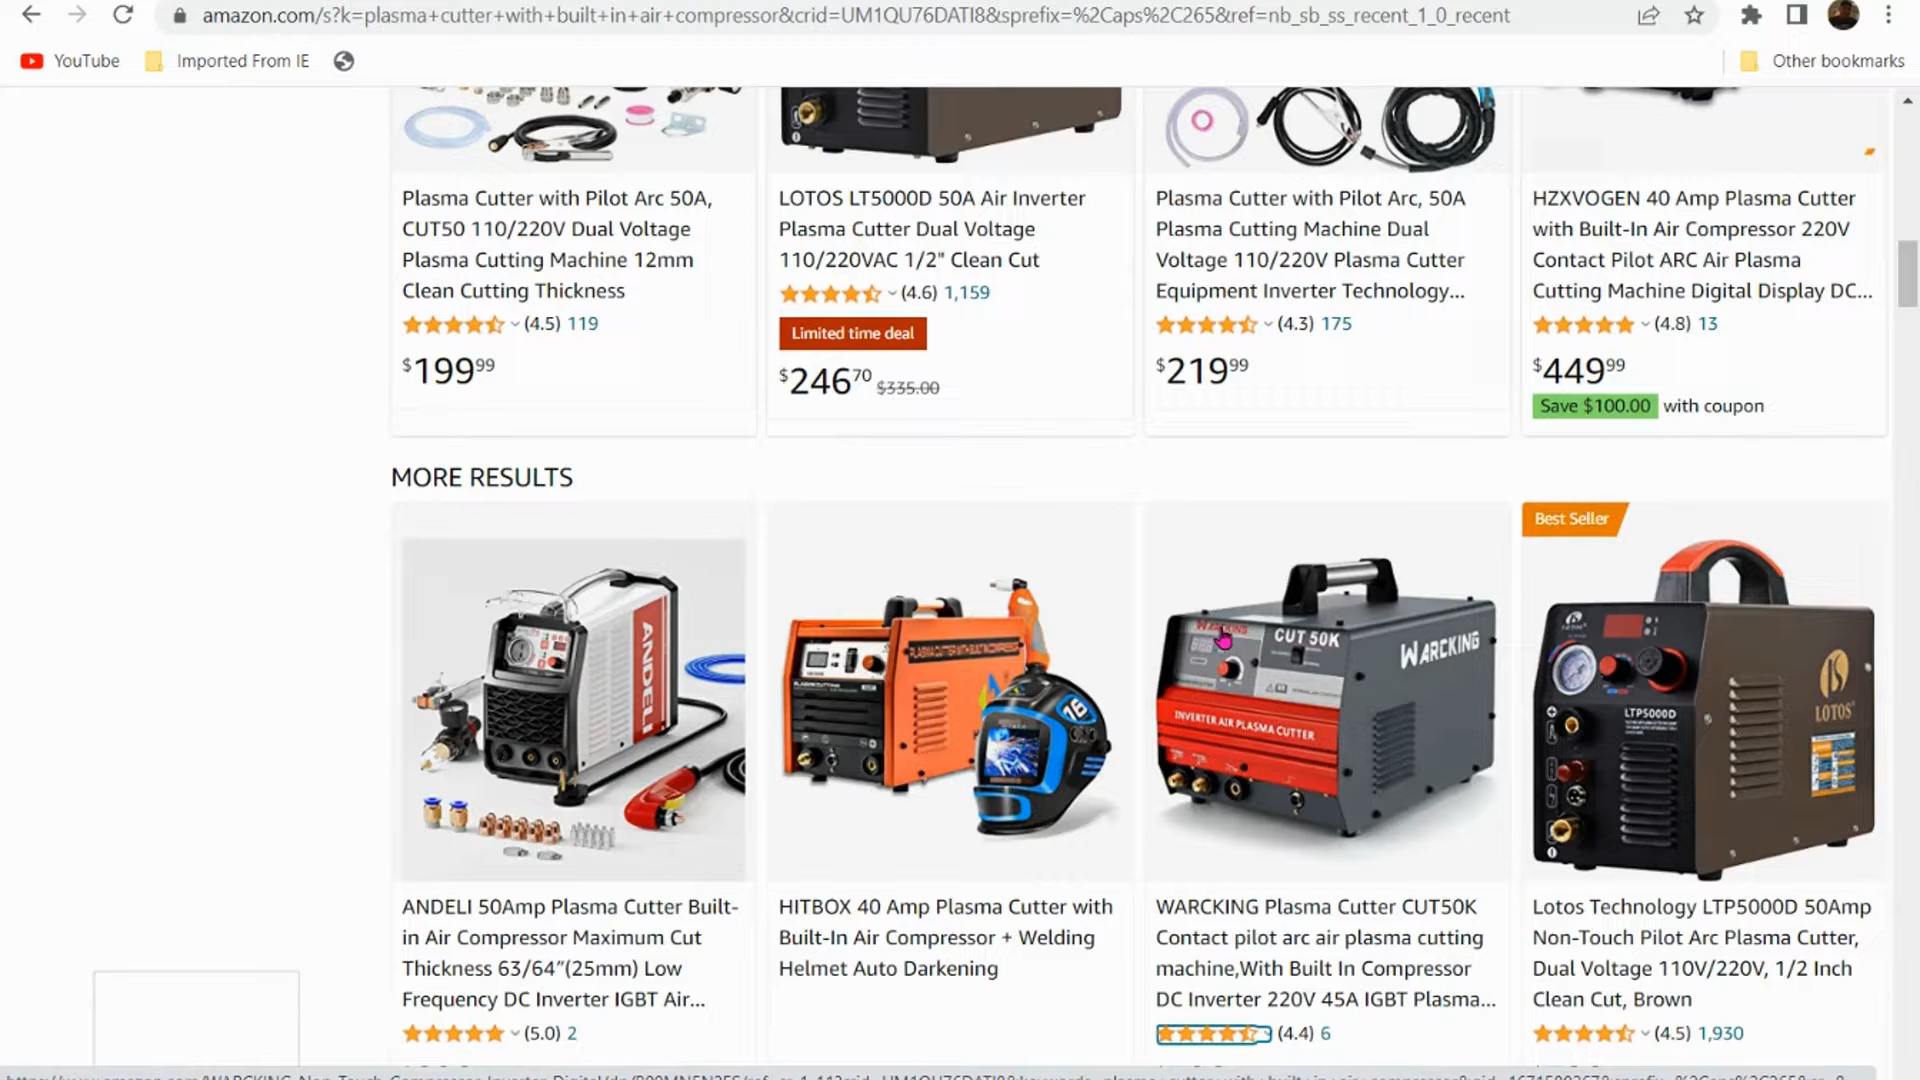 amazon.com/s?k=plasma+cutter+with+built+in+air+compressor&crid=UM1QU76DATI8&sprefix=%2Caps%2C265&ref=nb_sb_ss_recent_1_0_recent
YouTube
Imported From IE
Other bookmarks
Plasma Cutter with Pilot Arc 50A,
CUT50 110/220V Dual Voltage
Plasma Cutting Machine 12mm
Clean Cutting Thickness
(4.5) 119
$199 99
LOTOS LT5000D 50A Air Inverter
Plasma Cutter Dual Voltage
110/220VAC 1/2" Clean Cut
(4.6) 1,159
Limited time deal
$246 70 $335.00
Plasma Cutter with Pilot Arc, 50A
Plasma Cutting Machine Dual
Voltage 110/220V Plasma Cutter
Equipment Inverter Technology...
(4.3) 175
$219 99
HZXVOGEN 40 Amp Plasma Cutter
with Built-In Air Compressor 220V
Contact Pilot ARC Air Plasma
Cutting Machine Digital Display DC...
(4.8) 13
$449 99
Save $100.00 with coupon
MORE RESULTS
ANDELI
ANDELI 50Amp Plasma Cutter Built-
in Air Compressor Maximum Cut
Thickness 63/64”(25mm) Low
Frequency DC Inverter IGBT Air...
(5.0) 2
PLASMA CUTTER WITH BUILT IN COMPRESSOR
16
HITBOX 40 Amp Plasma Cutter with
Built-In Air Compressor + Welding
Helmet Auto Darkening
WARCKING
CUT 50K
WARCKING
INVERTER AIR PLASMA CUTTER
WARCKING Plasma Cutter CUT50K
Contact pilot arc air plasma cutting
machine,With Built In Compressor
DC Inverter 220V 45A IGBT Plasma...
(4.4) 6
Best Seller
LTP5000D
LOTOS
Lotos Technology LTP5000D 50Amp
Non-Touch Pilot Arc Plasma Cutter,
Dual Voltage 110V/220V, 1/2 Inch
Clean Cut, Brown
(4.5) 1,930